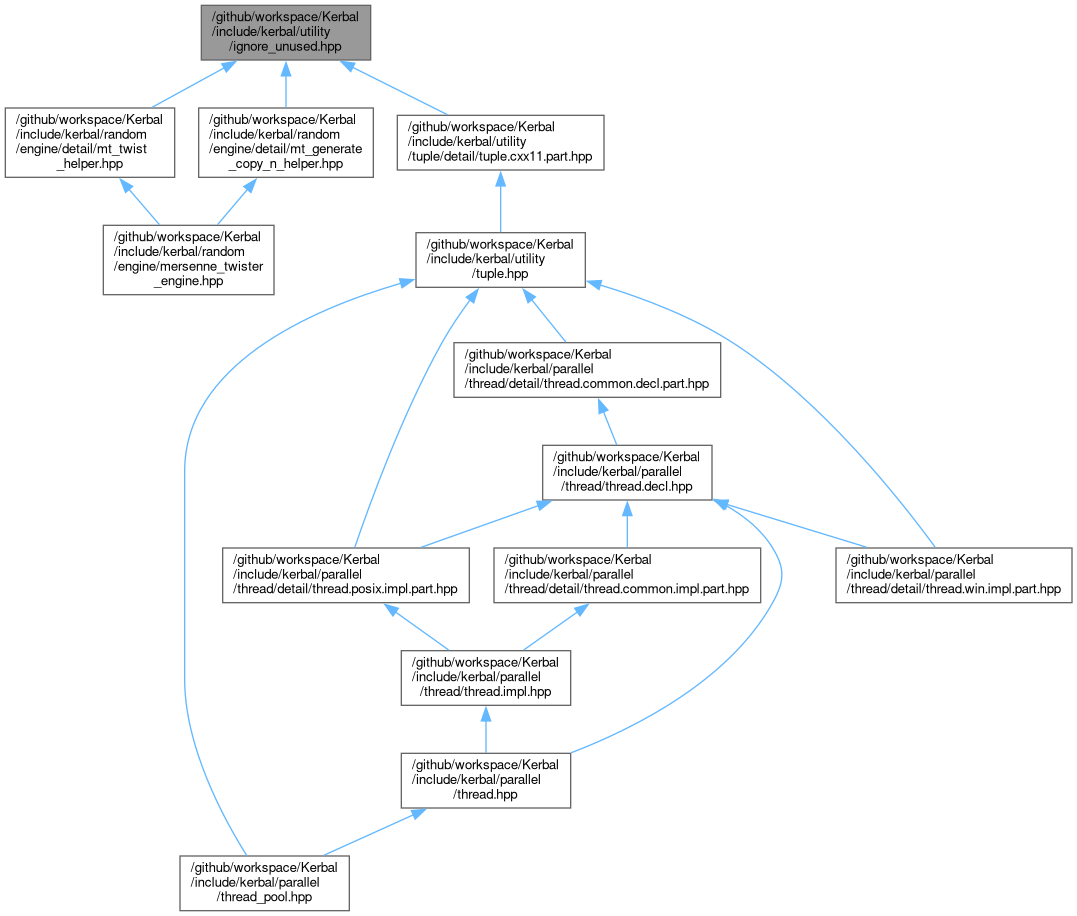 /github/workspace/Kerbal
/include/kerbal/utility
/ignore_unused.hpp
/github/workspace/Kerbal
/include/kerbal/random
/engine/detail/mt_twist
_helper.hpp
/github/workspace/Kerbal
/include/kerbal/random
/engine/detail/mt_generate
_copy_n_helper.hpp
/github/workspace/Kerbal
/include/kerbal/utility
/tuple/detail/tuple.cxx11.part.hpp
/github/workspace/Kerbal
/include/kerbal/random
/engine/mersenne_twister
_engine.hpp
/github/workspace/Kerbal
/include/kerbal/utility
/tuple.hpp
/github/workspace/Kerbal
/include/kerbal/parallel
/thread/detail/thread.common.decl.part.hpp
/github/workspace/Kerbal
/include/kerbal/parallel
/thread/thread.decl.hpp
/github/workspace/Kerbal
/include/kerbal/parallel
/thread/detail/thread.posix.impl.part.hpp
/github/workspace/Kerbal
/include/kerbal/parallel
/thread/detail/thread.common.impl.part.hpp
/github/workspace/Kerbal
/include/kerbal/parallel
/thread/detail/thread.win.impl.part.hpp
/github/workspace/Kerbal
/include/kerbal/parallel
/thread/thread.impl.hpp
/github/workspace/Kerbal
/include/kerbal/parallel
/thread.hpp
/github/workspace/Kerbal
/include/kerbal/parallel
/thread_pool.hpp